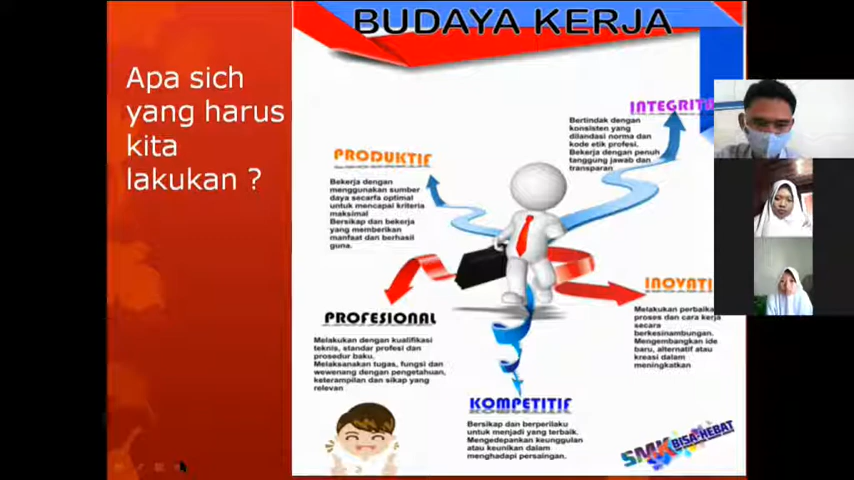 Apa sich
yang harus
kita
lakukan ?
BUDAYA KERJA
INTEGRIT
Bertindak dengan
konsisten yang
dilandasi norma dan
kode etik profesi.
Bekerja dengan penuh
tanggung jawab dan
transparan.
PRODUKTIF
Bekerja dengan
menggunakan sumber
daya secarfa optimal
untuk mencapai kriteria
maksimal
Bersikap dan bekerja
yang memberikan
manfaat dan berhasil
guna.
INOVATI
Melakukan perbaika
proses dan cara kerja
secara
berkesinambungan.
Mengembangkan ide
baru, alternatif atau
kreasi dalam
meningkatkan
PROFESIONAL
Melakukan dengan kualifikasi
teknis, standar profesi dan
prosedur baku.
Melaksanakan tugas, fungsi dan
wewenang dengan pengetahuan,
keterampilan dan sikap yang
relevan
KOMPETITIF
Bersikap dan berperilaku
untuk menjadi yang terbaik.
Mengedepankan keunggulan
atau keunikan dalam
menghadapi persaingan.
SMK BISA-HEBAT